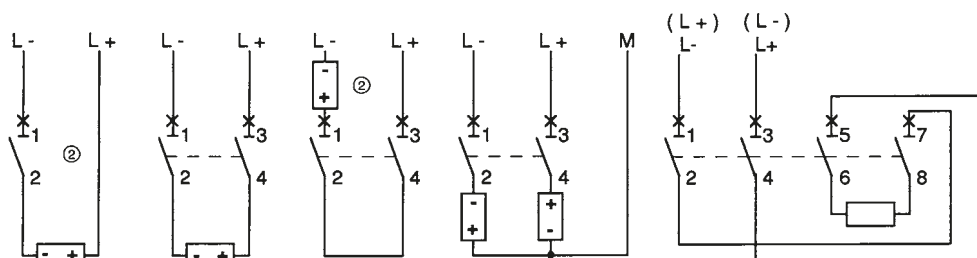 (L+) (L-)
L- L+ L- L+ L- L+ L- L+ M L- L+
- + ②
1 1 3 1 3 1 3 1 3 5 7
②
2 2 4 2 4 2 4 2 4 6 8
- + + -
- + - +